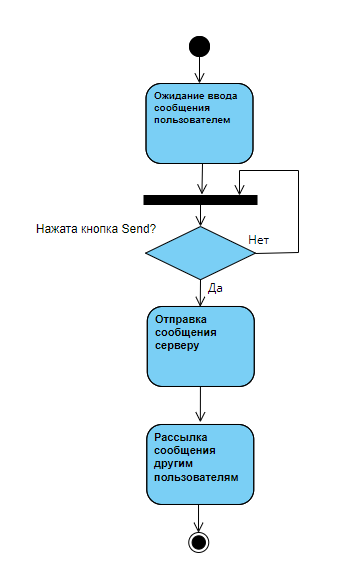 Ожидание ввода
сообщения
пользователем
Нажата кнопка Send?
Нет
Да
Отправка
сообщения
серверу
Рассылка
сообщения
другим
пользователям